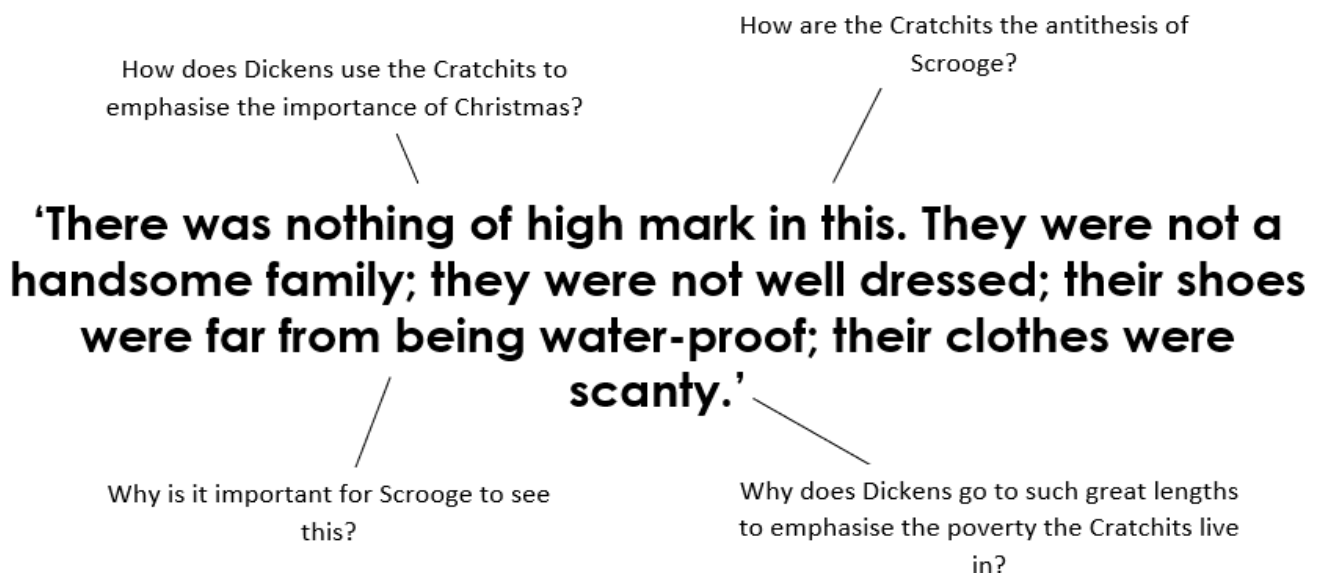 How are the Cratchits the antithesis of
Scrooge?
How does Dickens use the Cratchits to
emphasise the importance of Christmas?
‘There was nothing of high mark in this. They were not a
handsome family; they were not well dressed; their shoes
were far from being water-proof; their clothes were
scanty.’
Why is it important for Scrooge to see
this?
Why does Dickens go to such great lengths
to emphasise the poverty the Cratchits live
in?